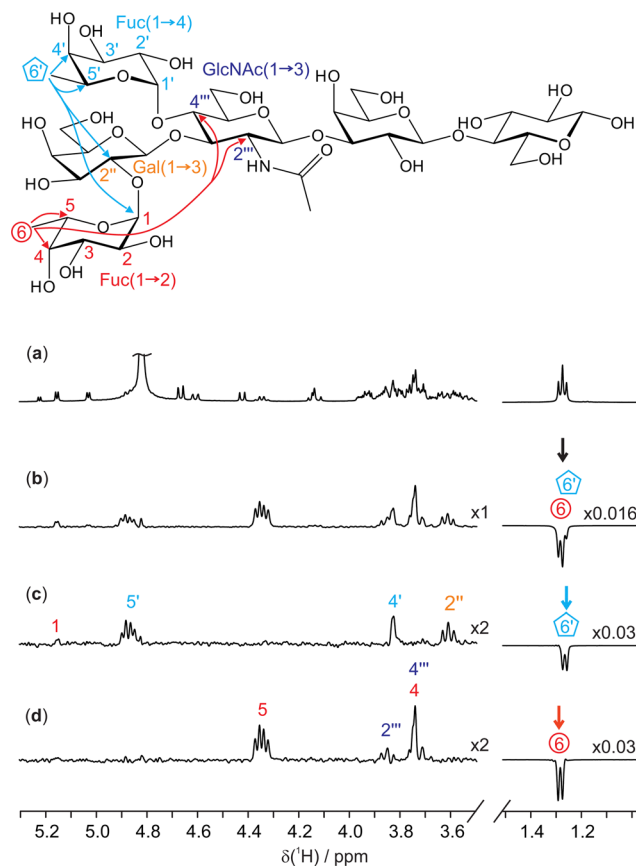 Fuc(1→4)
OH
HO
4'
3'
2'
OH
6'
5'
O
1'
GlcNAc(1→3)
OH
HO
O
4'''
OH
OH
HO
OH
OH
HO
O
O
O
O
O
O
O
OH
HO
2''
Gal(1→3)
2'''
NH
O
OH
OH
O
5
1
6
O
4
3
2
OH
HO
OH
Fuc(1→2)
(a)
(b)
x1
6'
6
x0.016
(c)
1
5'
4'
2''
x2
6'
x0.03
(d)
5
2'''
4'''
4
x2
6
x0.03
5.2 5.0 4.8 4.6 4.4 4.2 4.0 3.8 3.6 1.4 1.2
δ(¹H) / ppm